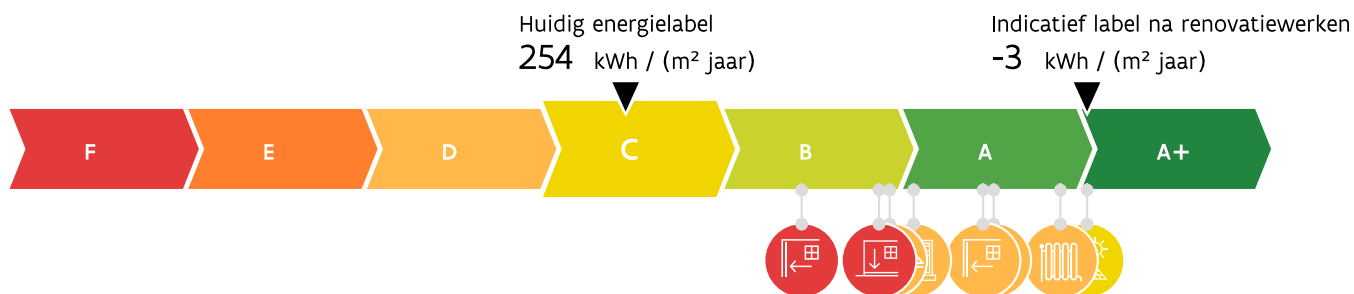 Huidig energielabel
254 kWh / (m² jaar)
Indicatief label na renovatiewerken
-3 kWh / (m² jaar)
F E D C B A A+